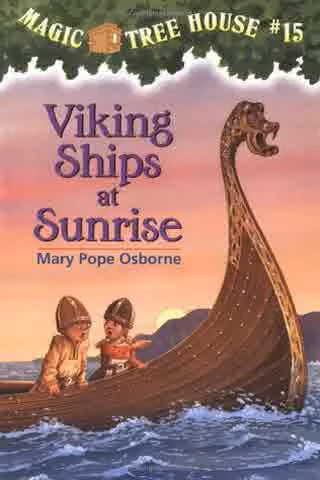 MAGIC TREE HOUSE #15
Viking
Ships
at
Sunrise
Mary Pope Osborne